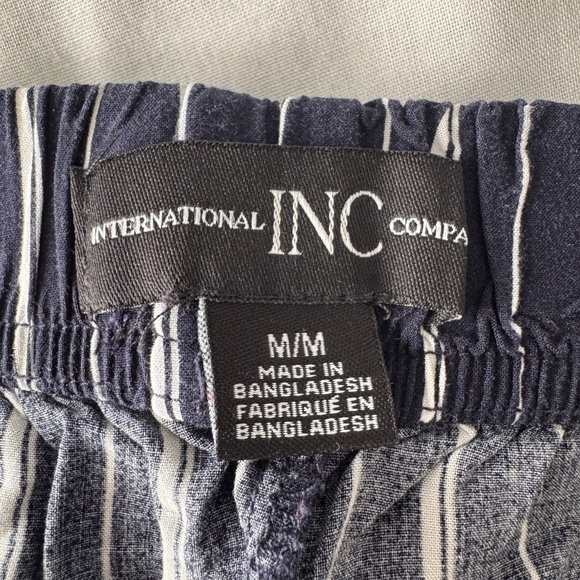 INTERNATIONAL INC COMPA
M/M
MADE IN
BANGLADESH
FABRIQUÉ EN
BANGLADESH